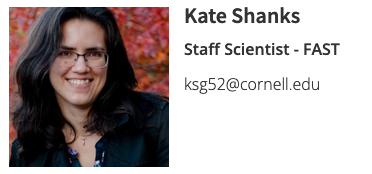 Kate Shanks
Staff Scientist - FAST
ksg52@cornell.edu